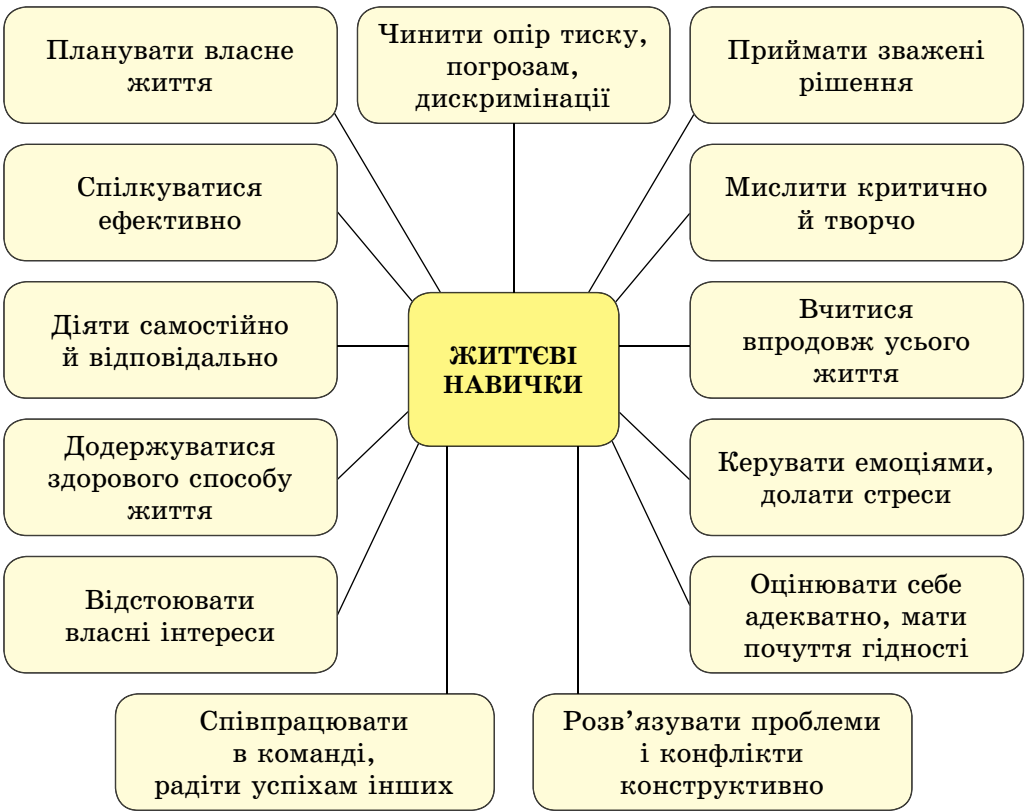 Планувати власне
життя
Чинити опір тиску,
погрозам,
дискримінації
Приймати зважені
рішення
Спілкуватися
ефективно
Мислити критично
й творчо
Діяти самостійно
й відповідально
ЖИТТЄВІ
НАВИЧКИ
Вчитися
впродовж усього
життя
Додержуватися
здорового способу
життя
Керувати емоціями,
долати стреси
Відстоювати
власні інтереси
Оцінювати себе
адекватно, мати
почуття гідності
Співпрацювати
в команді,
радіти успіхам інших
Розв’язувати проблеми
і конфлікти
конструктивно